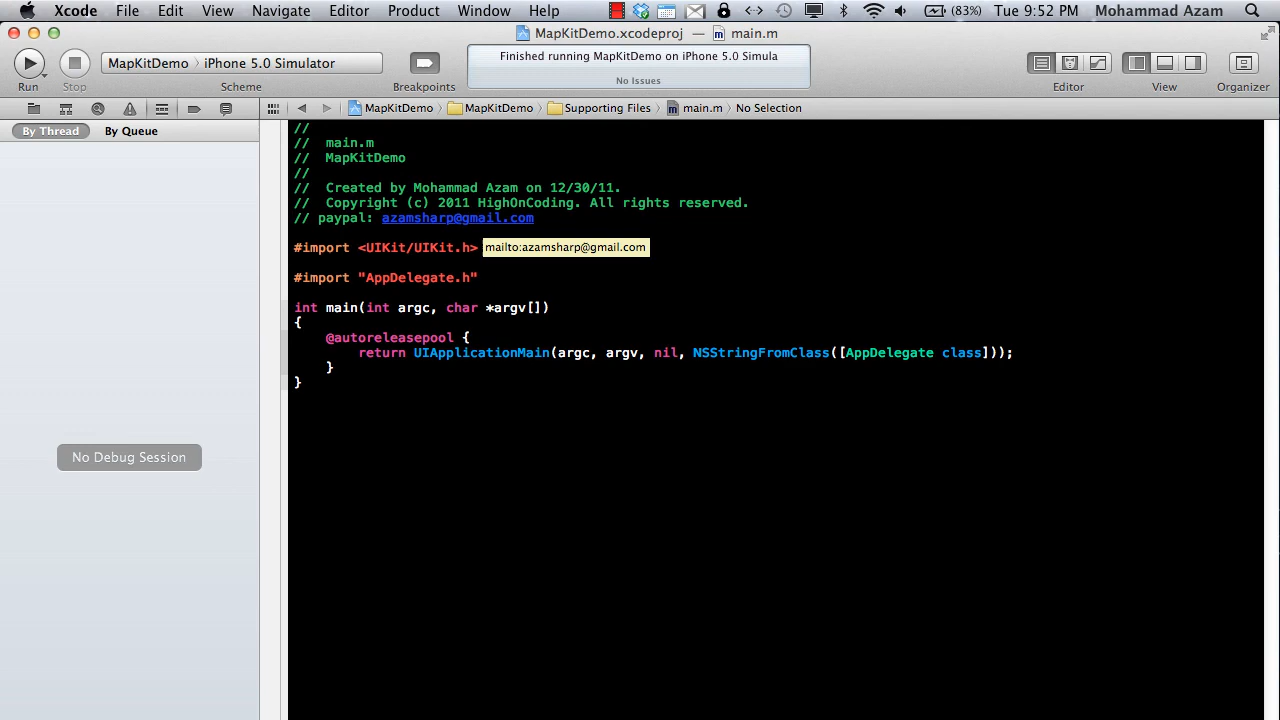 Xcode File Edit View Navigate Editor Product Window Help (83%) Tue 9:52 PM Mohammad Azam
MapKitDemo.xcodeproj — main.m
MapKitDemo iPhone 5.0 Simulator
Finished running MapKitDemo on iPhone 5.0 Simula
No Issues
Run Stop Scheme Breakpoints Editor View Organizer
MapKitDemo MapKitDemo Supporting Files main.m No Selection
By Thread By Queue
No Debug Session
//
// main.m
// MapKitDemo
//
// Created by Mohammad Azam on 12/30/11.
// Copyright (c) 2011 HighOnCoding. All rights reserved.
// paypal: azamsharp@gmail.com
#import <UIKit/UIKit.h>
mailto:azamsharp@gmail.com
#import "AppDelegate.h"
int main(int argc, char *argv[])
{
@autoreleasepool {
return UIApplicationMain(argc, argv, nil, NSStringFromClass([AppDelegate class]));
}
}